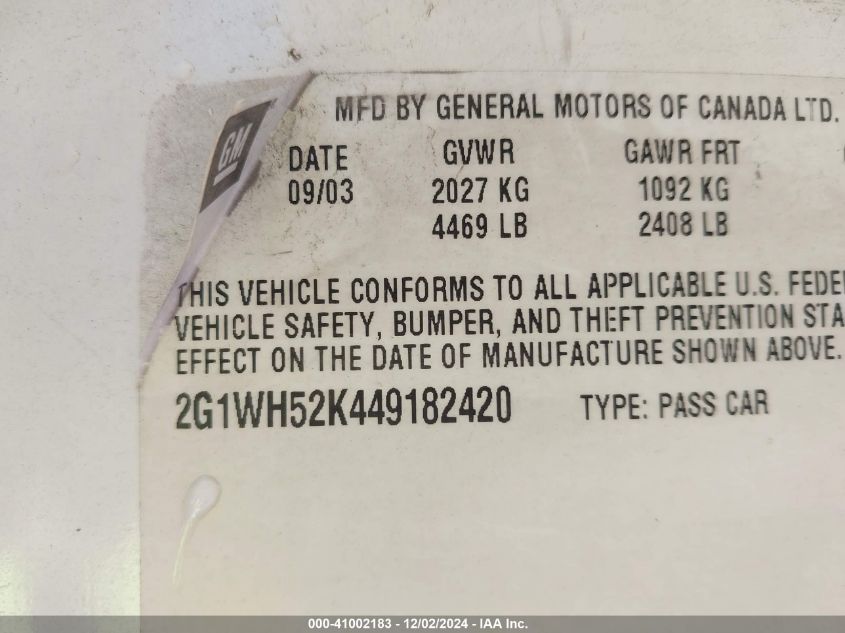 MFD BY GENERAL MOTORS OF CANADA LTD.
GM
DATE GVWR GAWR FRT
09/03 2027 KG 1092 KG
4469 LB 2408 LB
THIS VEHICLE CONFORMS TO ALL APPLICABLE U.S. FEDE
VEHICLE SAFETY, BUMPER, AND THEFT PREVENTION STA
EFFECT ON THE DATE OF MANUFACTURE SHOWN ABOVE.
2G1WH52K449182420 TYPE: PASS CAR
000-41002183 - 12/02/2024 - IAA Inc.